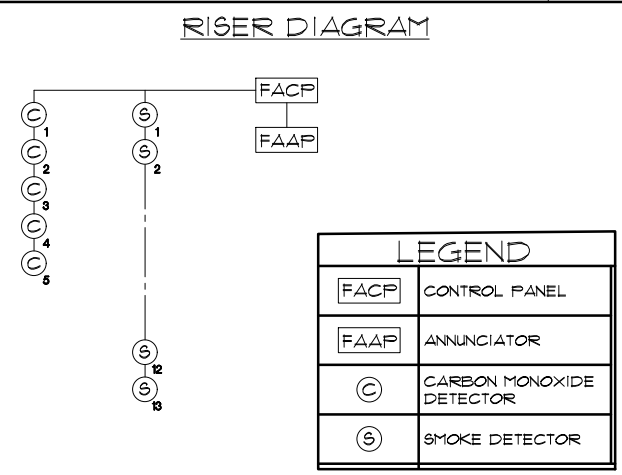 RISER DIAGRAM
FACP
FAAP
C
1
C
2
C
3
C
4
C
5
S
1
S
2
S
12
S
13
LEGEND
FACP CONTROL PANEL
FAAP ANNUNCIATOR
C CARBON MONOXIDE
DETECTOR
S SMOKE DETECTOR